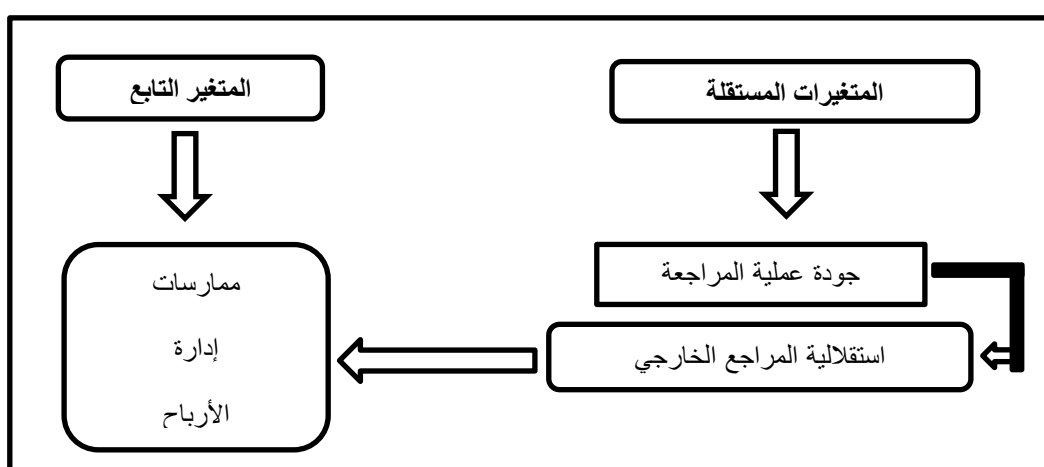 المتغيرات المستقلة
المتغير التابع
جودة عملية المراجعة
استقلالية المراجع الخارجي
ممارسات
إدارة
الأرباح